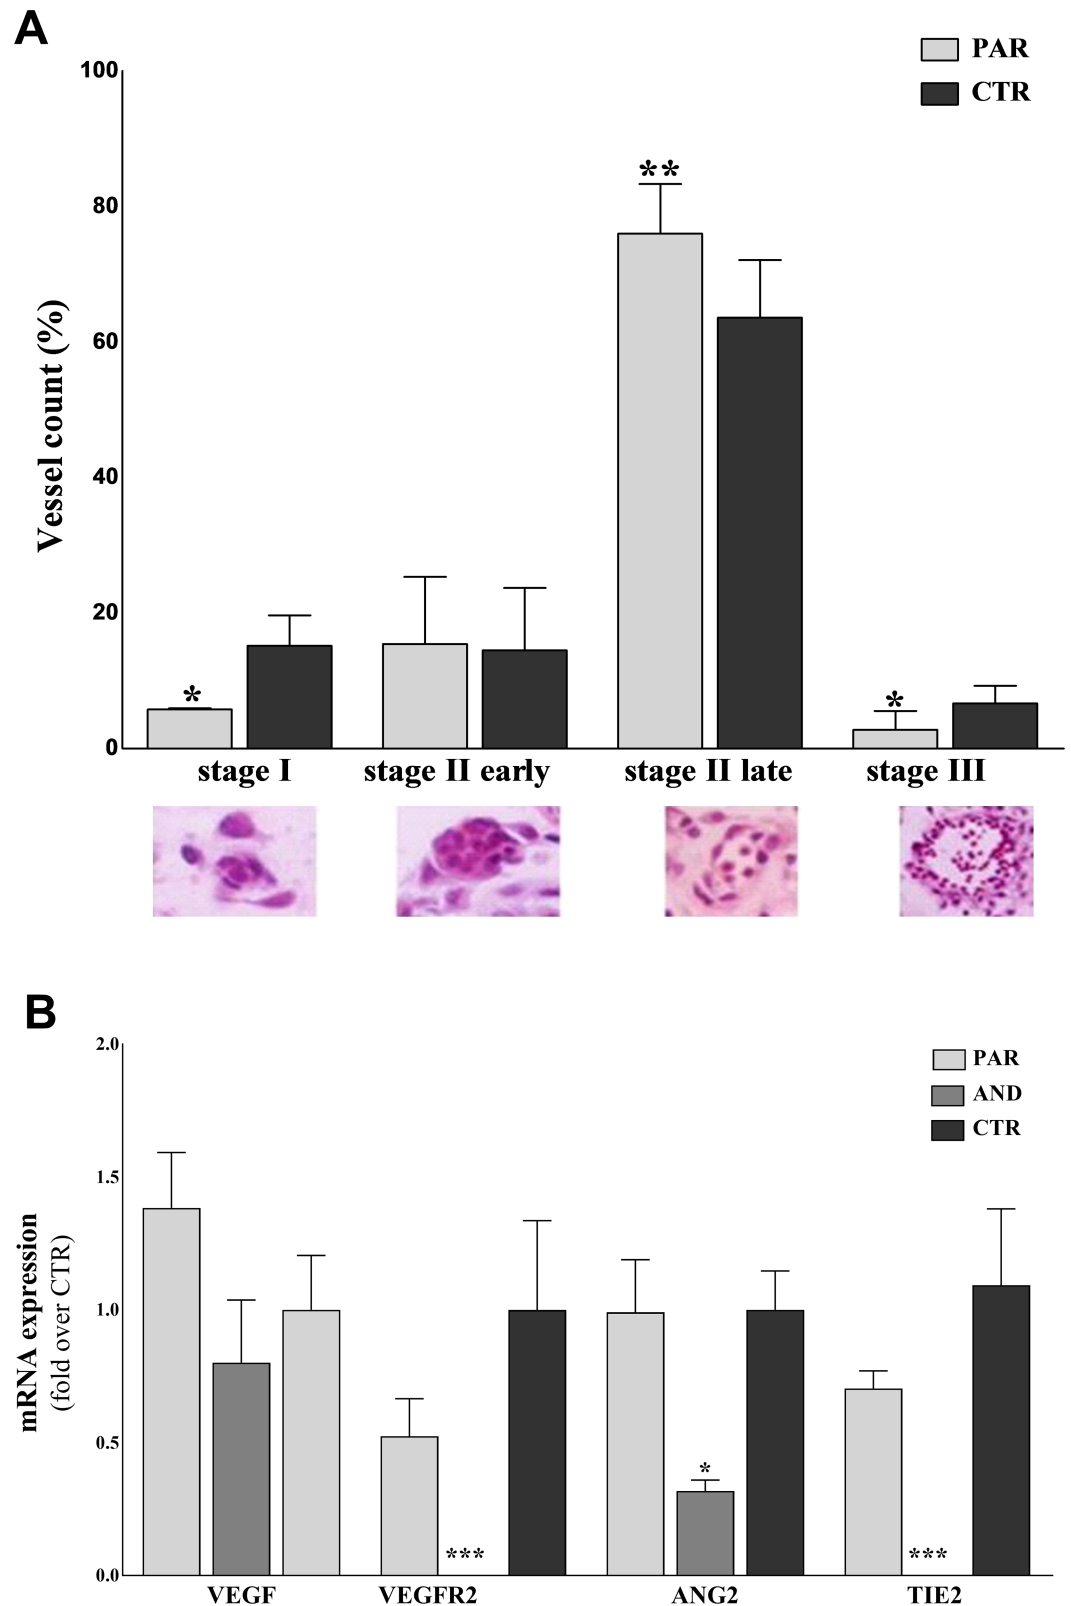 A
PAR
CTR
100
80
60
40
20
0
Vessel count (%)
**
*
*
stage I stage II early stage II late stage III
B
PAR
AND
CTR
2.0
1.5
1.0
0.5
0.0
mRNA expression
(fold over CTR)
*
*** ***
VEGF VEGFR2 ANG2 TIE2